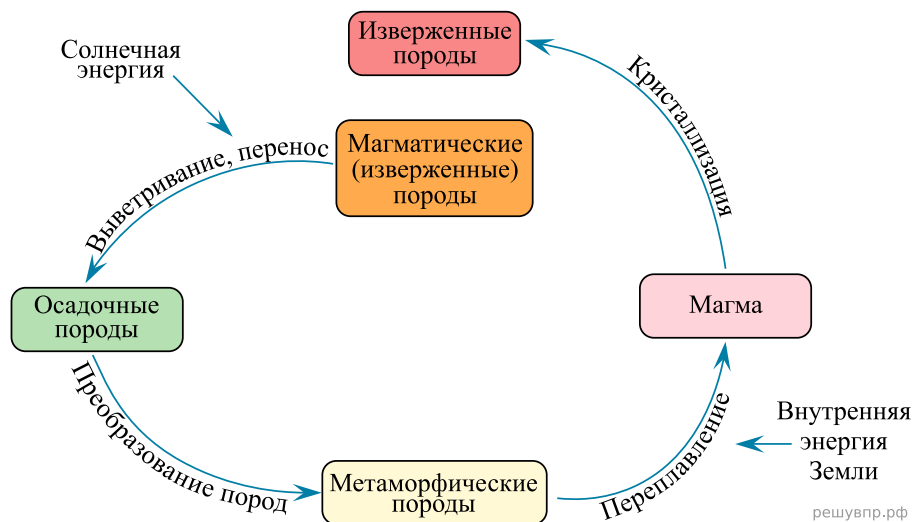 Изверженные
породы
Солнечная
энергия
Кристаллизация
Магматические
(изверженные)
породы
Выветривание, перенос
Осадочные
породы
Магма
Преобразование пород
Метаморфические
породы
Переплавление
Внутренняя
энергия
Земли
решувпр.рф